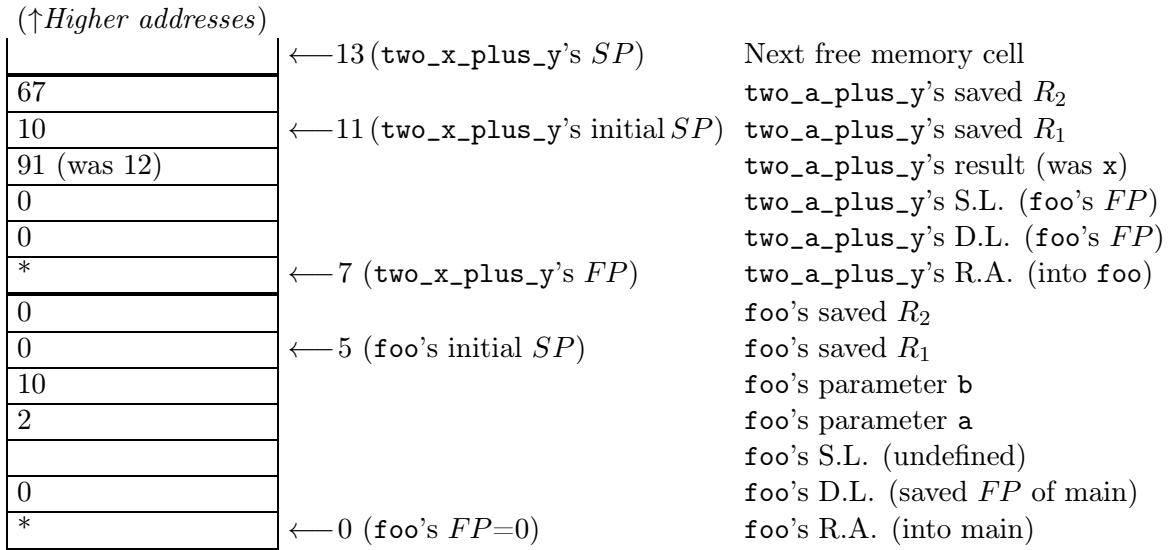 (↑Higher addresses)
←—13 (two_x_plus_y's SP) Next free memory cell
67 two_a_plus_y's saved R₂
10 ←—11 (two_x_plus_y's initial SP) two_a_plus_y's saved R₁
91 (was 12) two_a_plus_y's result (was x)
0 two_a_plus_y's S.L. (foo's FP)
0 two_a_plus_y's D.L. (foo's FP)
* ←—7 (two_x_plus_y's FP) two_a_plus_y's R.A. (into foo)
0 foo's saved R₂
0 ←—5 (foo's initial SP) foo's saved R₁
10 foo's parameter b
2 foo's parameter a
foo's S.L. (undefined)
0 foo's D.L. (saved FP of main)
* ←—0 (foo's FP=0) foo's R.A. (into main)